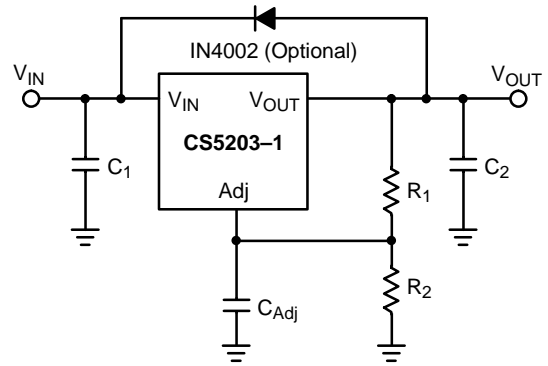 IN4002 (Optional)
VIN
VOUT
VIN
VOUT
CS5203–1
C1
Adj
R1
C2
CAdj
R2